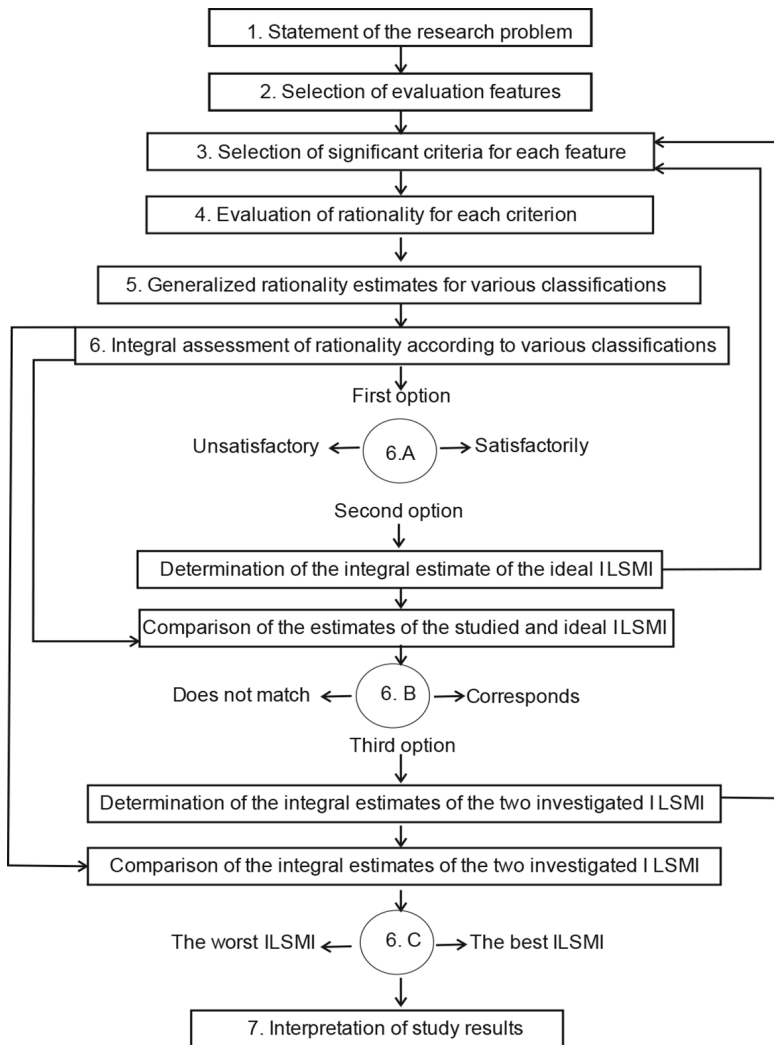 1. Statement of the research problem
2. Selection of evaluation features
3. Selection of significant criteria for each feature
4. Evaluation of rationality for each criterion
5. Generalized rationality estimates for various classifications
6. Integral assessment of rationality according to various classifications
First option
Unsatisfactory
6.A
Satisfactorily
Second option
Determination of the integral estimate of the ideal ILSMI
Comparison of the estimates of the studied and ideal ILSMI
Does not match
6. B
Corresponds
Third option
Determination of the integral estimates of the two investigated ILSMI
Comparison of the integral estimates of the two investigated ILSMI
The worst ILSMI
6. C
The best ILSMI
7. Interpretation of study results